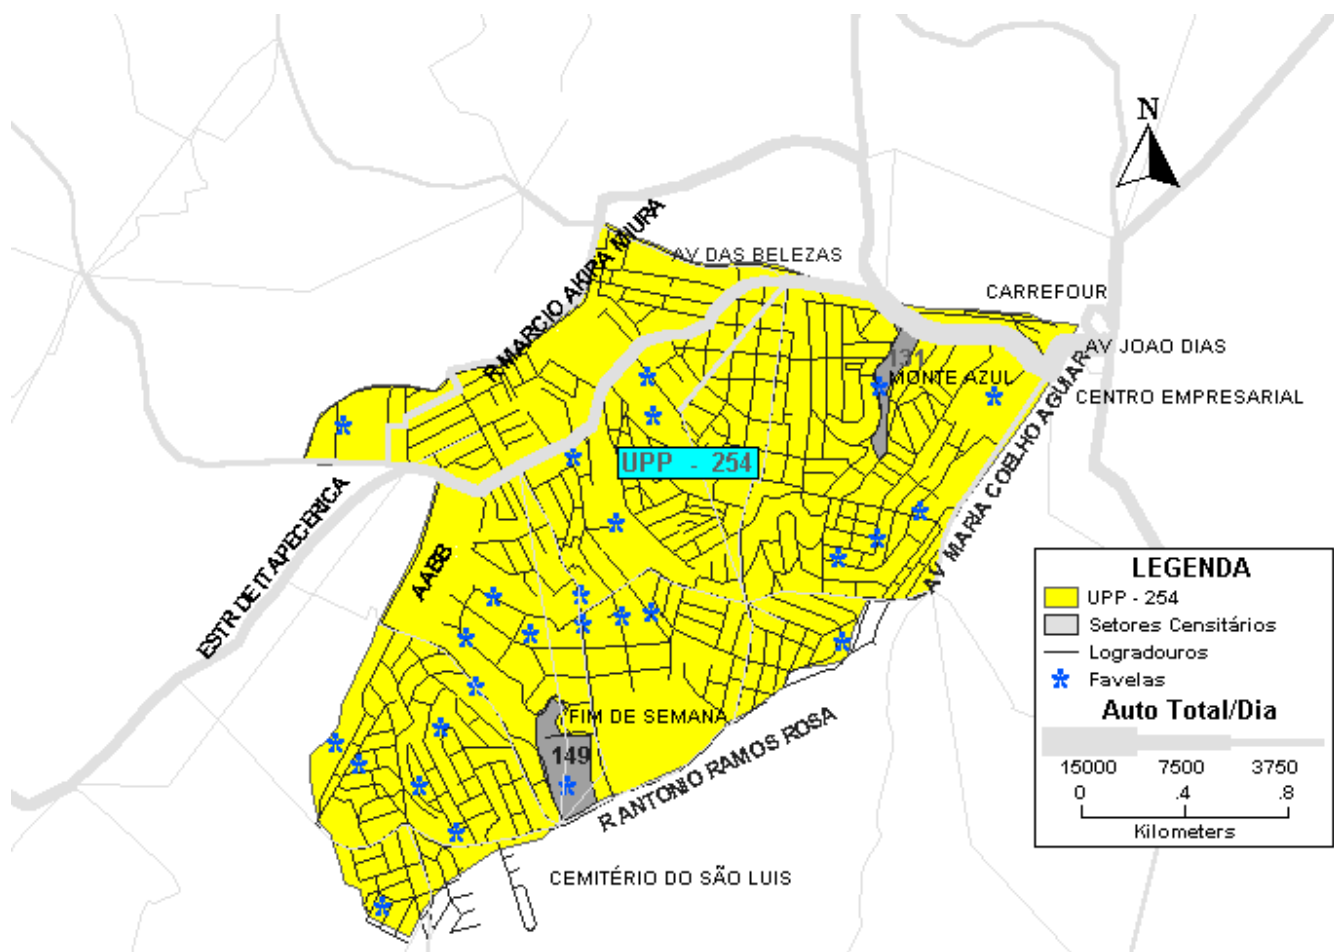 N
R MARCIO AKIRA MIURA
AV DAS BELEZAS
CARREFOUR
AV JOAO DIAS
131
MONTE AZUL
CENTRO EMPRESARIAL
UPP - 254
AV MARIA COELHO AGUIAR
ESTR DE ITAPECERICA
AABB
FIM DE SEMANA
149
R ANTONIO RAMOS ROSA
CEMITÉRIO DO SÃO LUIS
LEGENDA
UPP - 254
Setores Censitários
Logradouros
Favelas
Auto Total/Dia
15000 7500 3750
0 .4 .8
Kilometers